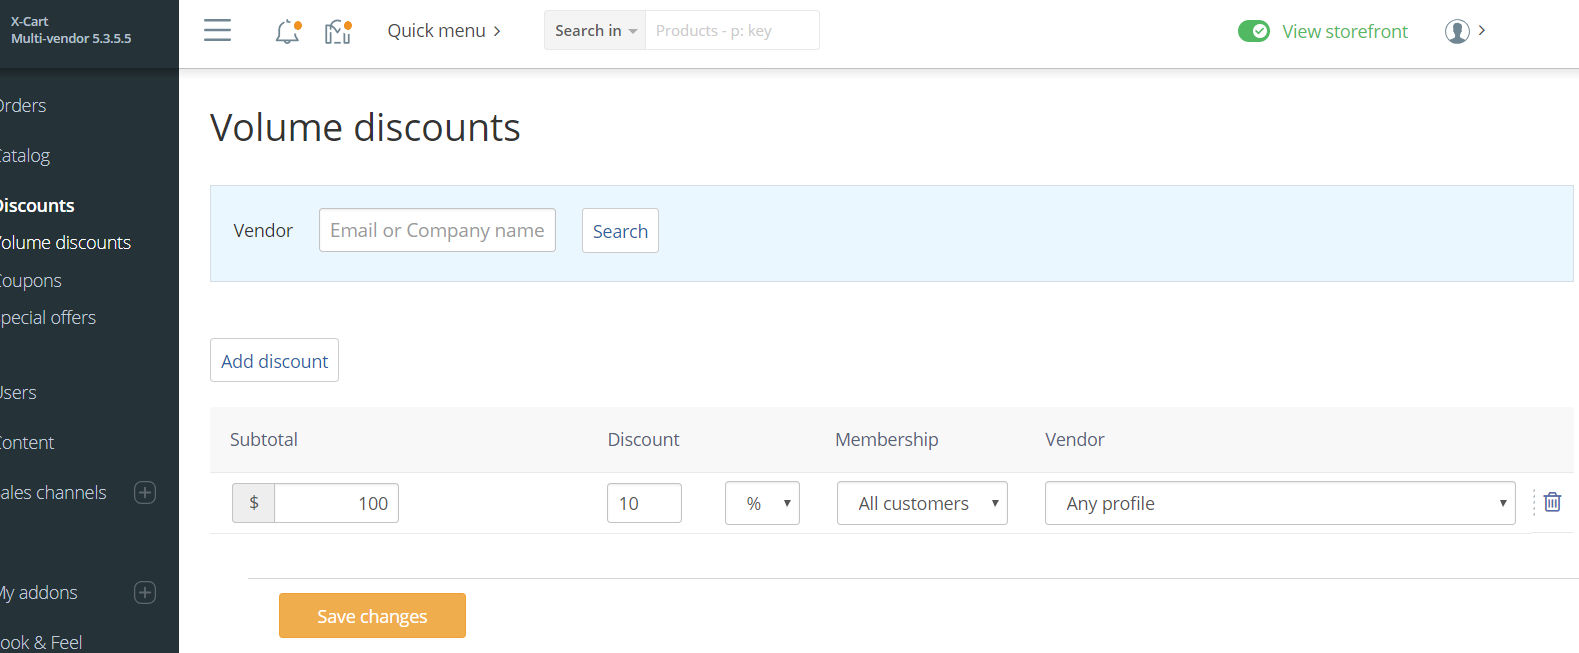 X-Cart
Multi-vendor 5.3.5.5
Quick menu
Search in
Products - p: key
View storefront
Orders
Catalog
Discounts
Volume discounts
Coupons
Special offers
Users
Content
Sales channels
My addons
Look & Feel
Volume discounts
Vendor
Email or Company name
Search
Add discount
Subtotal Discount Membership Vendor
$ 100 10 % All customers Any profile
Save changes